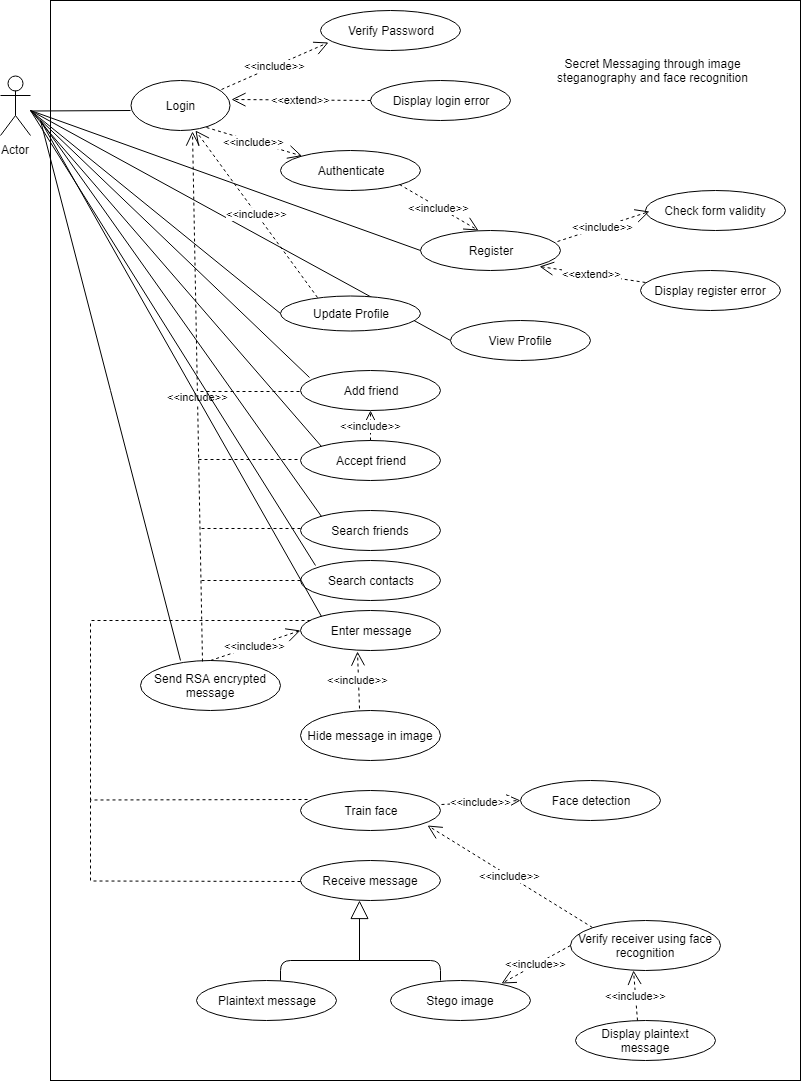 Verify Password
<<include>>
Secret Messaging through image
steganography and face recognition
Login
<<extend>>
Display login error
Actor
<<include>>
Authenticate
<<include>>
<<include>>
Check form validity
<<include>>
Register
<<extend>>
Display register error
Update Profile
View Profile
Add friend
<<include>>
<<include>>
Accept friend
Search friends
Search contacts
Enter message
<<include>>
Send RSA encrypted
message
<<include>>
Hide message in image
Train face
<<include>>
Face detection
<<include>>
Receive message
Verify receiver using face
recognition
<<include>>
Plaintext message
Stego image
<<include>>
Display plaintext
message